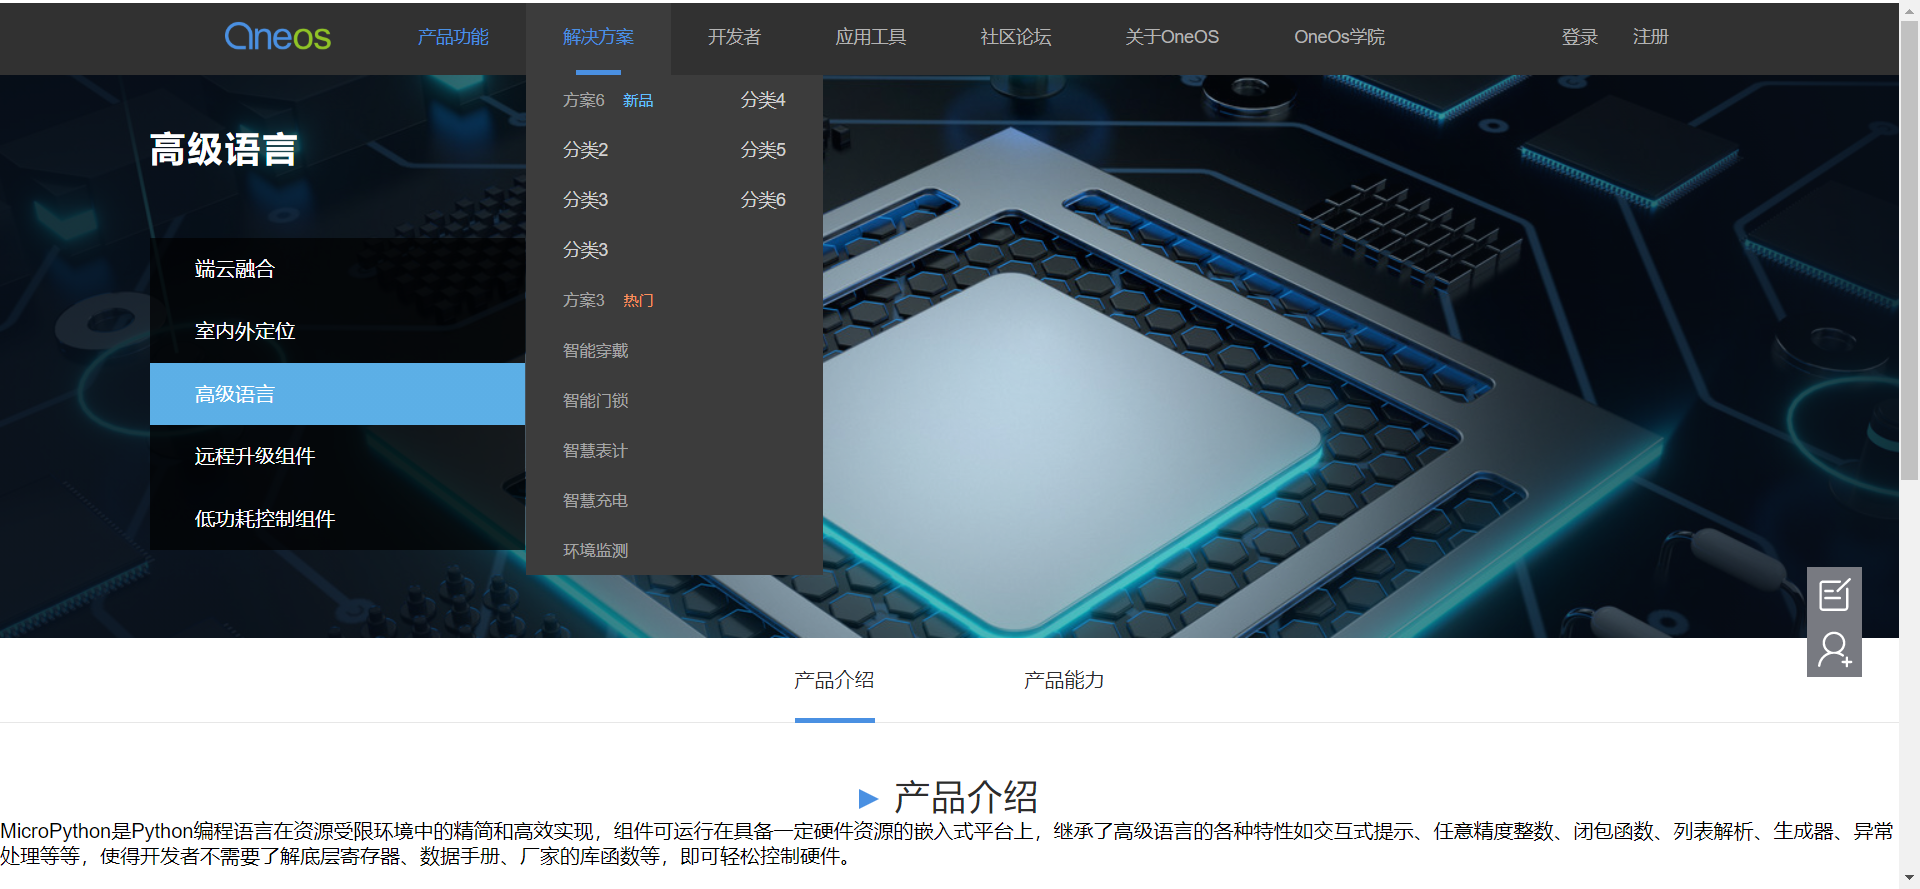 OneOS 产品功能 解决方案 开发者 应用工具 社区论坛 关于OneOS OneOs学院 登录 注册
方案6 新品 分类4
分类2 分类5
分类3 分类6
分类3
方案3 热门
智能穿戴
智能门锁
智慧表计
智慧充电
环境监测
高级语言
端云融合
室内外定位
高级语言
远程升级组件
低功耗控制组件
产品介绍 产品能力
产品介绍
MicroPython是Python编程语言在资源受限环境中的精简和高效实现，组件可运行在具备一定硬件资源的嵌入式平台上，继承了高级语言的各种特性如交互式提示、任意精度整数、闭包函数、列表解析、生成器、异常
处理等等，使得开发者不需要了解底层寄存器、数据手册、厂家的库函数等，即可轻松控制硬件。